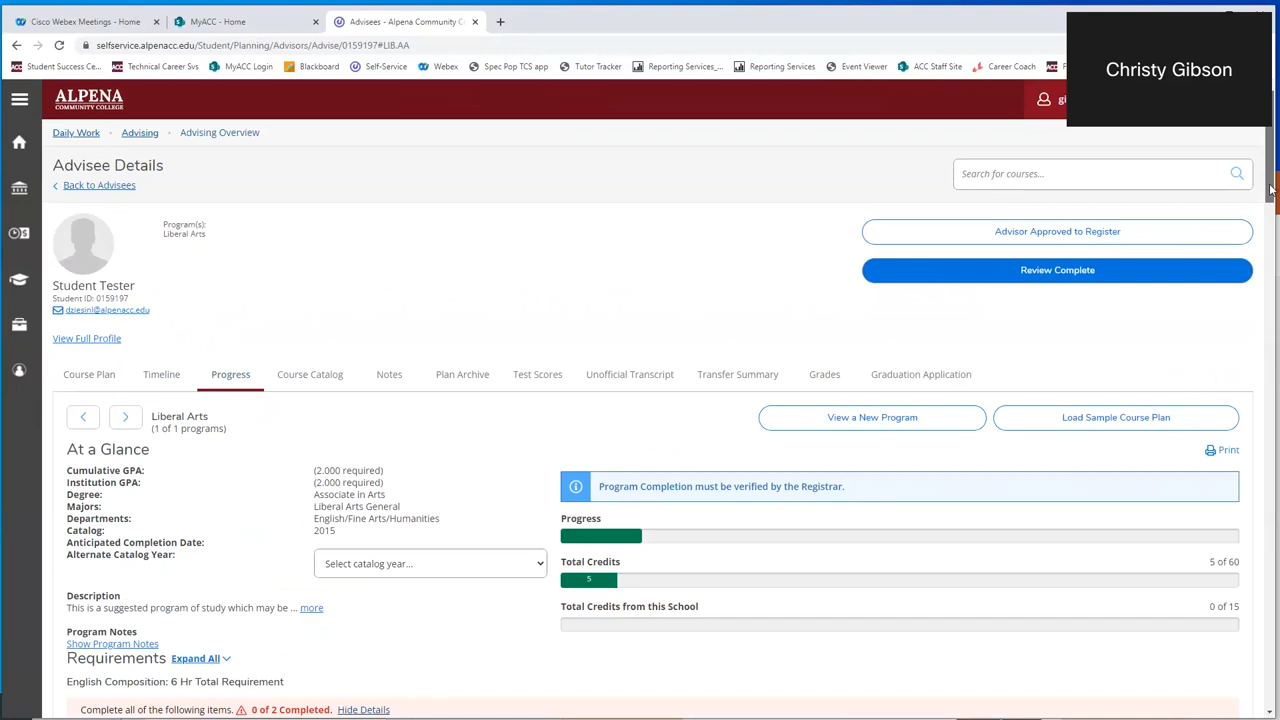 Cisco Webex Meetings - Home
MyACC - Home
Advisees - Alpena Community C
selfservice.alpenacc.edu/Student/Planning/Advisors/Advise/0159197#LIB.AA
Student Success Ce... Technical Career Svs MyACC Login Blackboard Self-Service Webex Spec Pop TCS app Tutor Tracker Reporting Services_... Reporting Services Event Viewer ACC Staff Site Career Coach
Christy Gibson
ALPENA
COMMUNITY COLLEGE
Daily Work · Advising · Advising Overview
Advisee Details
Back to Advisees
Search for courses...
Program(s):
Liberal Arts
Advisor Approved to Register
Review Complete
Student Tester
Student ID: 0159197
dziesinl@alpenacc.edu
View Full Profile
Course Plan Timeline Progress Course Catalog Notes Plan Archive Test Scores Unofficial Transcript Transfer Summary Grades Graduation Application
Liberal Arts
(1 of 1 programs)
View a New Program
Load Sample Course Plan
At a Glance
Print
Cumulative GPA: (2.000 required)
Institution GPA: (2.000 required)
Degree: Associate in Arts
Majors: Liberal Arts General
Departments: English/Fine Arts/Humanities
Catalog: 2015
Anticipated Completion Date:
Alternate Catalog Year:
Select catalog year...
Program Completion must be verified by the Registrar.
Progress
Total Credits 5 of 60
5
Total Credits from this School 0 of 15
Description
This is a suggested program of study which may be ... more
Program Notes
Show Program Notes
Requirements Expand All
English Composition: 6 Hr Total Requirement
Complete all of the following items. 0 of 2 Completed. Hide Details